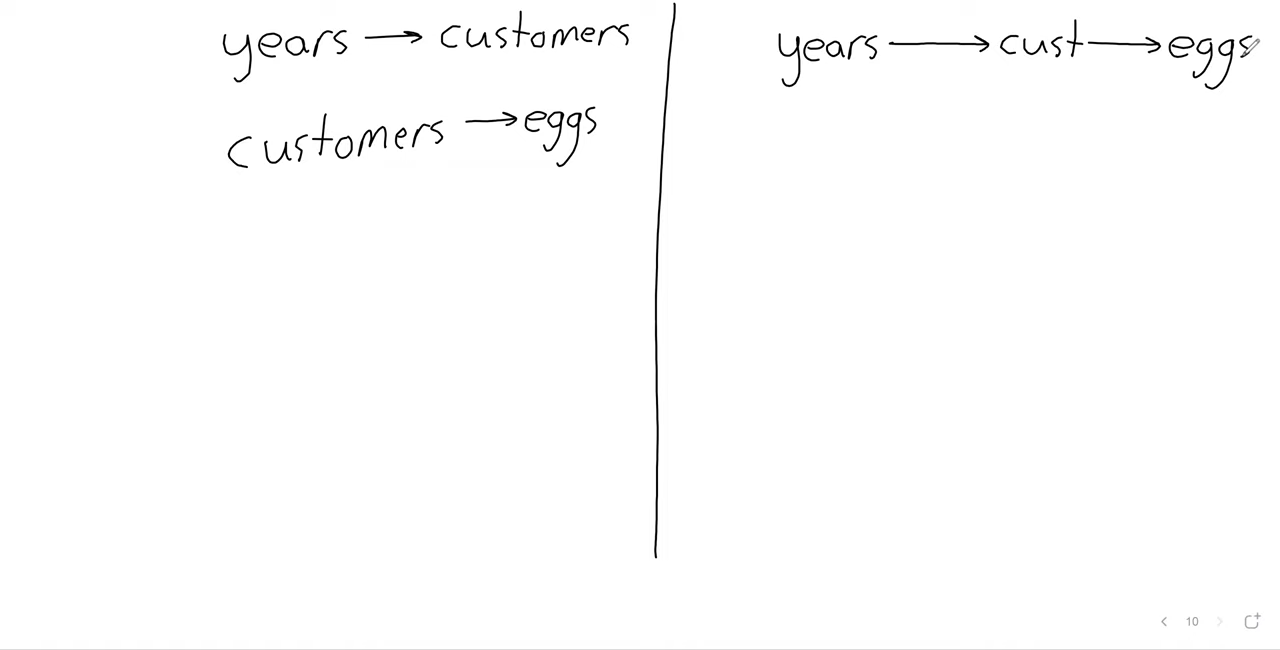 years → customers
customers → eggs
years → cust → eggs
10